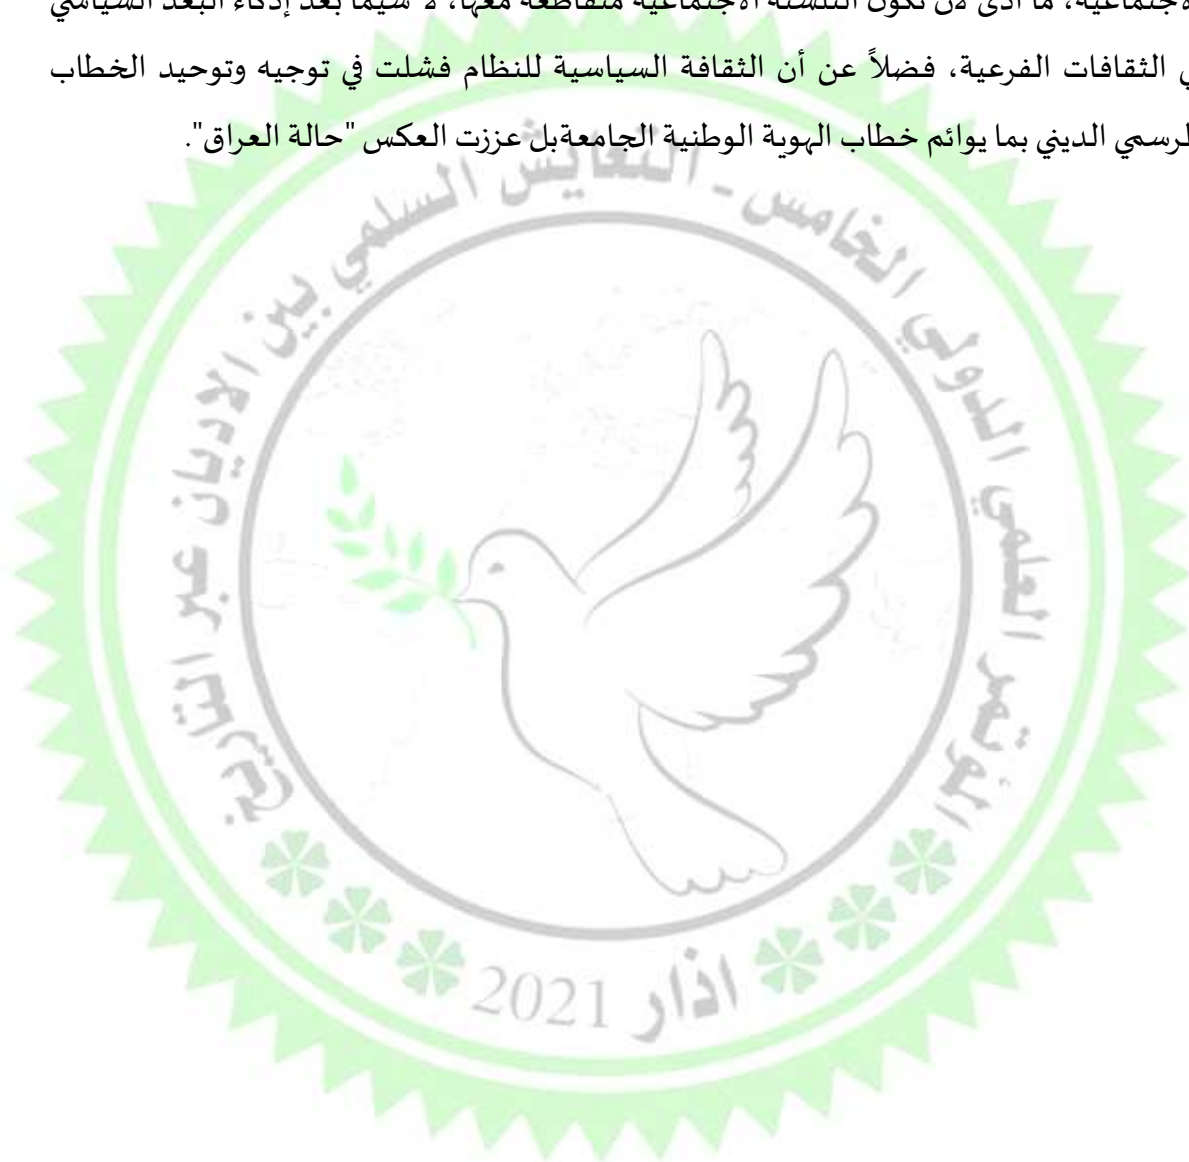 الاجتماعية، ما أدى لأن تكون التنشئة الاجتماعية متقاطعة معها، لا سيما بعد إذكاء البعد السياسي
الثقافات الفرعية، فضلاً عن أن الثقافة السياسية للنظام فشلت في توجيه وتوحيد الخطاب
لرسمي الديني بما يوائم خطاب الهوية الوطنية الجامعةبل عززت العكس "حالة العراق".
المؤتمر العلمي الدولي الخامس - التعايش السلمي بين الاديان عبر التاريخ
اذار 2021